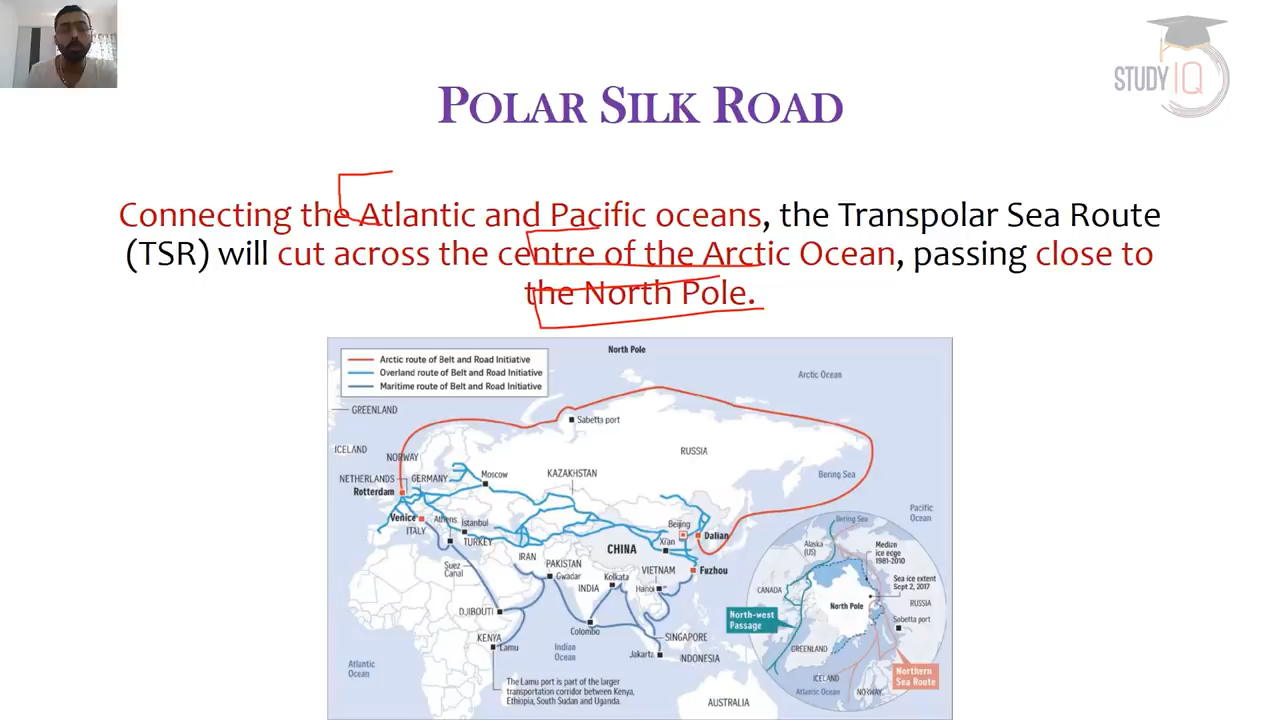 STUDY IQ
POLAR SILK ROAD
Connecting the Atlantic and Pacific oceans, the Transpolar Sea Route
(TSR) will cut across the centre of the Arctic Ocean, passing close to
the North Pole.
Arctic route of Belt and Road Initiative
Overland route of Belt and Road Initiative
Maritime route of Belt and Road Initiative
North Pole
Arctic Ocean
GREENLAND
Sabetta port
ICELAND
NORWAY
RUSSIA
NETHERLANDS
GERMANY
Moscow
KAZAKHSTAN
Bering Sea
Rotterdam
Pacific
Ocean
Venice
Athens
Istanbul
ITALY
TURKEY
Beijing
Dalian
Xi'an
CHINA
IRAN
PAKISTAN
Gwadar
Suez
Canal
Kolkata
INDIA
VIETNAM
Hanoi
Fuzhou
DJIBOUTI
Colombo
KENYA
Lamu
Indian
Ocean
SINGAPORE
Jakarta
INDONESIA
Atlantic
Ocean
The Lamu port is part of the larger
transportation corridor between Kenya,
Ethiopia, South Sudan and Uganda.
AUSTRALIA
Bering Sea
Alaska
(US)
Median
ice edge
1981-2010
Sea ice extent
Sept 2, 2017
CANADA
North Pole
RUSSIA
Sabetta port
North-west
Passage
GREENLAND
ICELAND
Atlantic Ocean
NORWAY
Northern
Sea Route